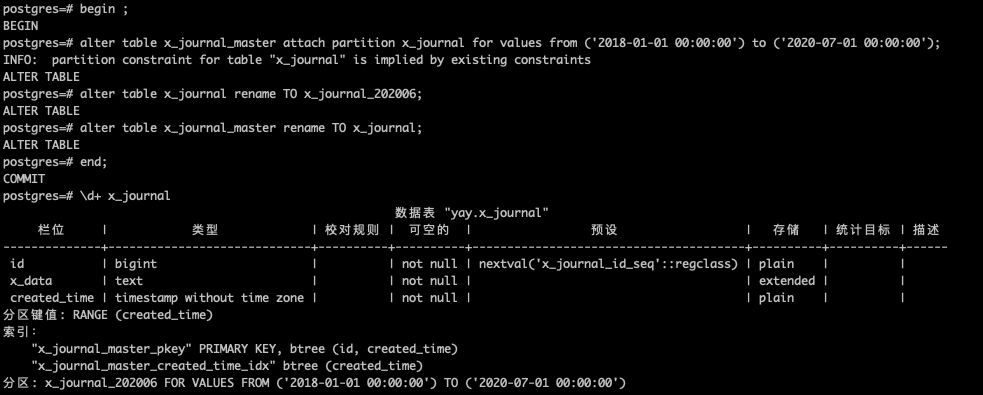 postgres=# begin ;
BEGIN
postgres=# alter table x_journal_master attach partition x_journal for values from ('2018-01-01 00:00:00') to ('2020-07-01 00:00:00');
INFO:  partition constraint for table "x_journal" is implied by existing constraints
ALTER TABLE
postgres=# alter table x_journal rename TO x_journal_202006;
ALTER TABLE
postgres=# alter table x_journal_master rename TO x_journal;
ALTER TABLE
postgres=# end;
COMMIT
postgres=# \d+ x_journal
数据表 "yay.x_journal"
栏位 | 类型 | 校对规则 | 可空的 | 预设 | 存储 | 统计目标 | 描述
--------------+-----------------------------+----------+----------+---------------------------------------+----------+----------+------
id | bigint | | not null | nextval('x_journal_id_seq'::regclass) | plain | |
x_data | text | | not null | | extended | |
created_time | timestamp without time zone | | not null | | plain | |
分区键值: RANGE (created_time)
索引:
"x_journal_master_pkey" PRIMARY KEY, btree (id, created_time)
"x_journal_master_created_time_idx" btree (created_time)
分区: x_journal_202006 FOR VALUES FROM ('2018-01-01 00:00:00') TO ('2020-07-01 00:00:00')